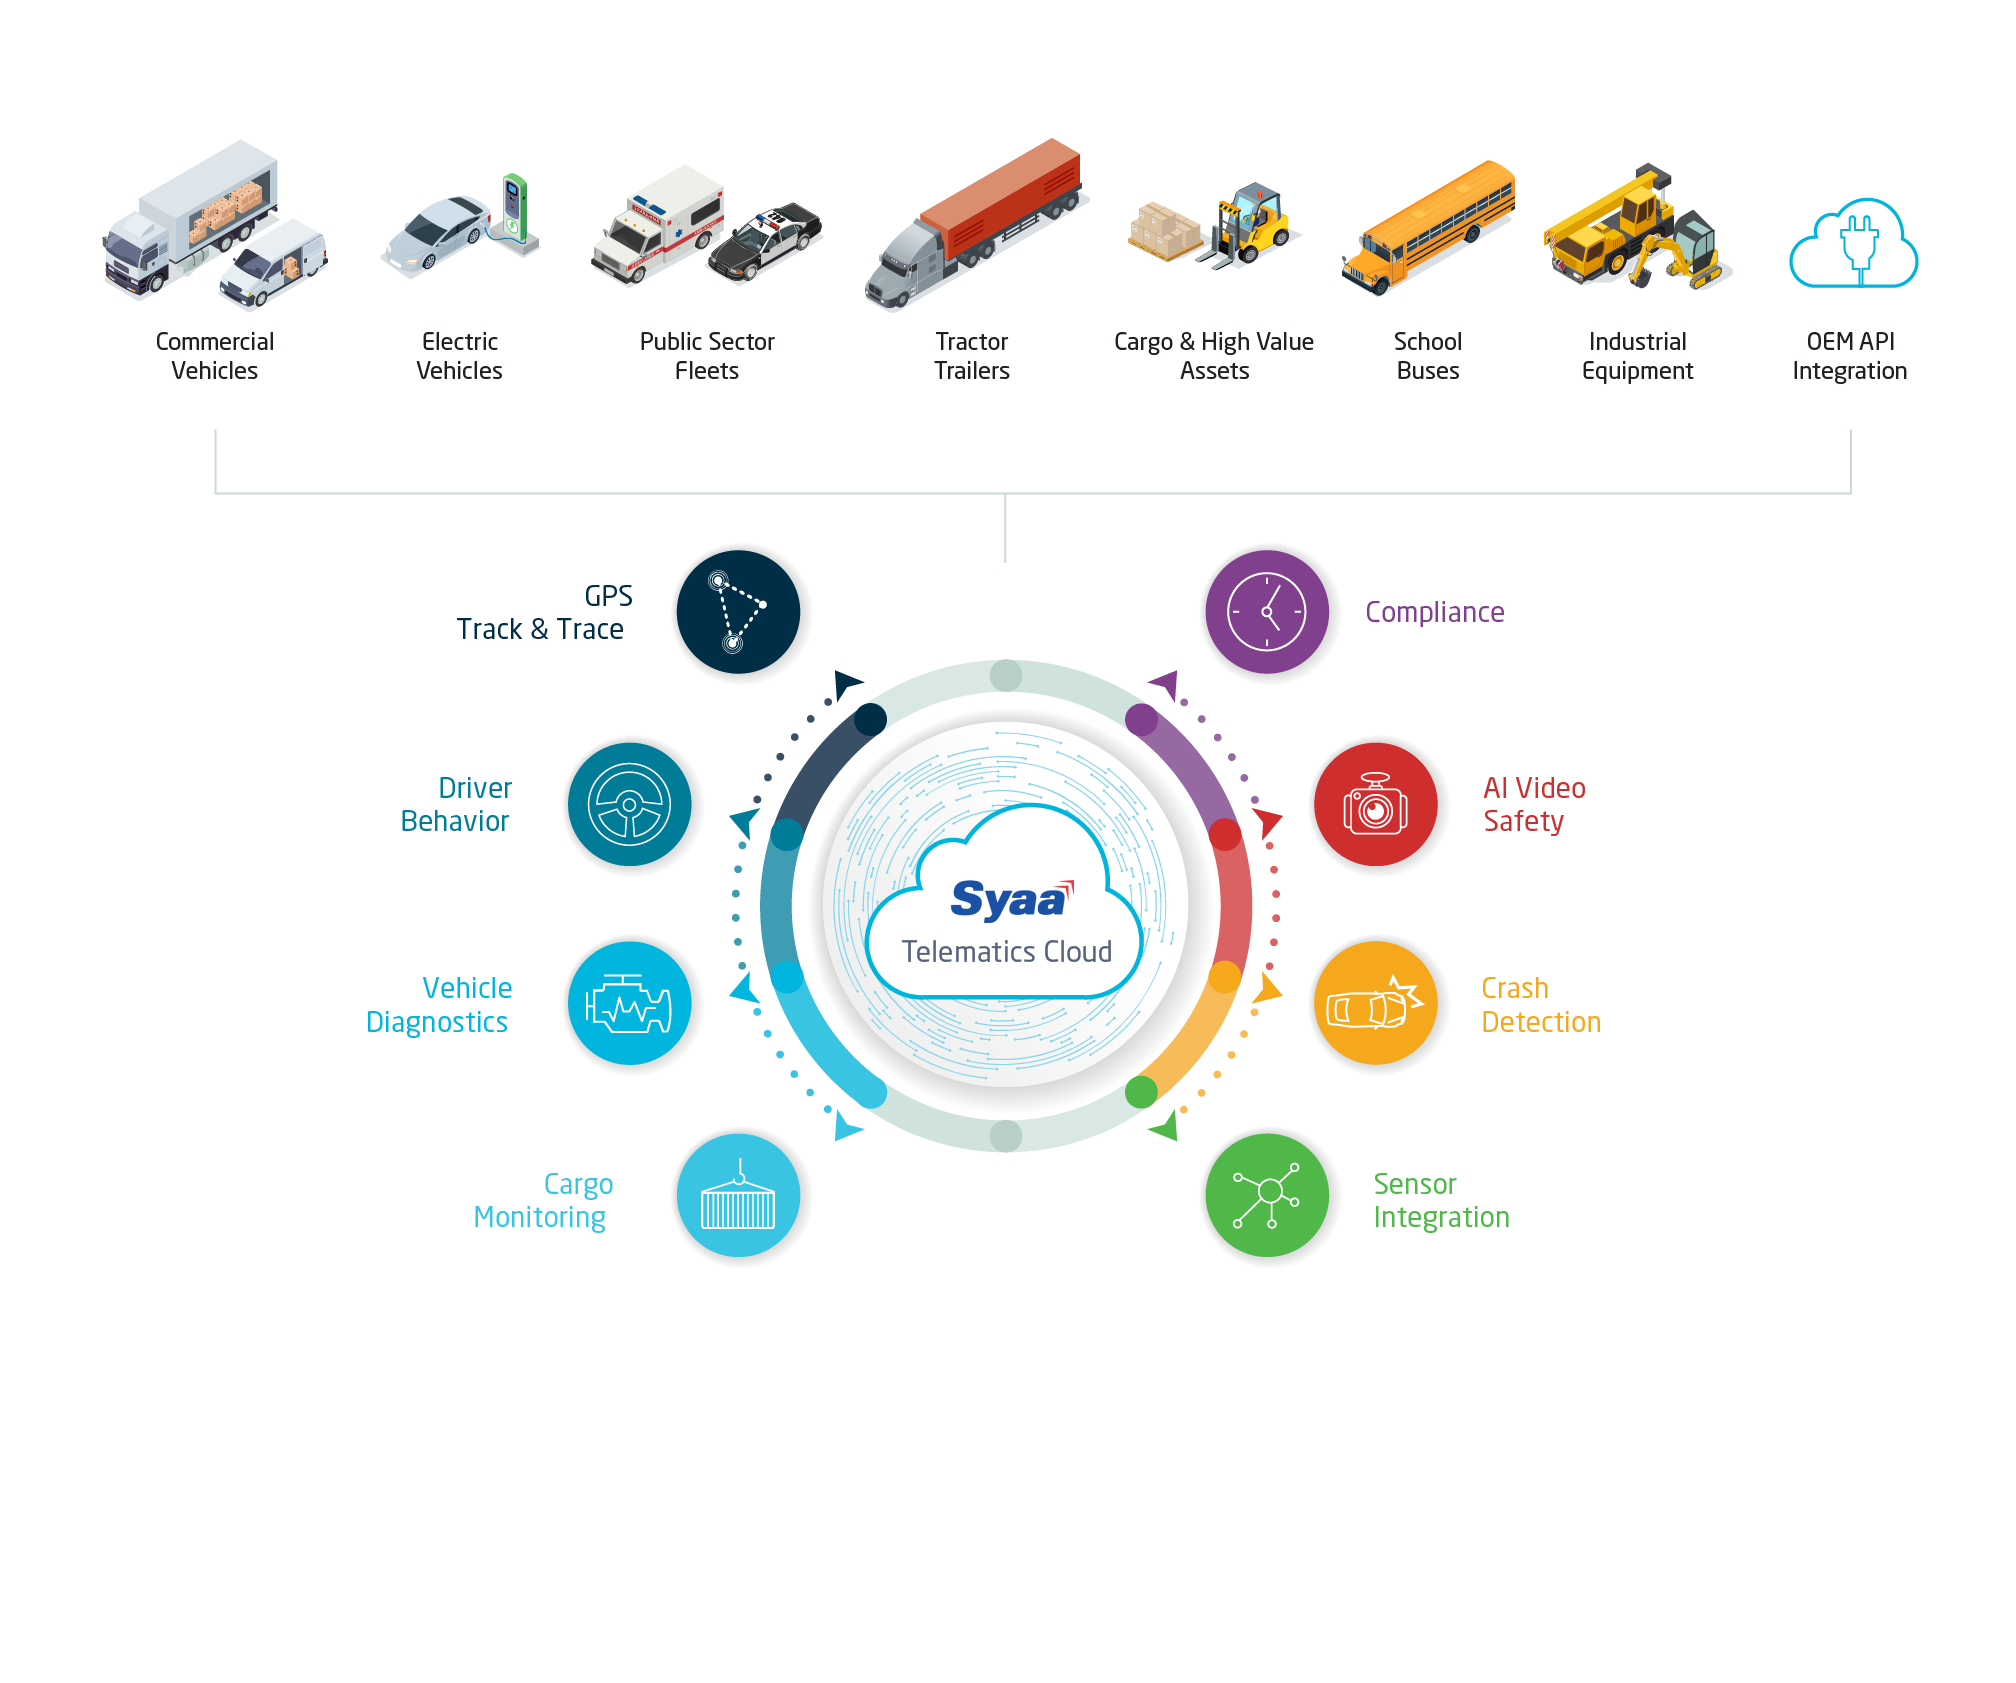 Commercial
Vehicles
Electric
Vehicles
Public Sector
Fleets
Tractor
Trailers
Cargo & High Value
Assets
School
Buses
Industrial
Equipment
OEM API
Integration
GPS
Track & Trace
Compliance
Driver
Behavior
AI Video
Safety
Syaa
Telematics Cloud
Vehicle
Diagnostics
Crash
Detection
Cargo
Monitoring
Sensor
Integration